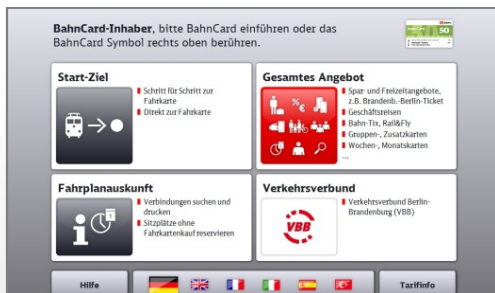 BahnCard-Inhaber, bitte BahnCard einführen oder das
BahnCard Symbol rechts oben berühren.
50
Start-Ziel
Schritt für Schritt zur
Fahrkarte
Direkt zur Fahrkarte
Gesamtes Angebot
%
€
Spar- und Freizeitangebote,
z.B. Brandenb.-Berlin-Ticket
Geschäftsreisen
Bahn-Tix, Rail&Fly
Gruppen-, Zusatzkarten
Wochen-, Monatskarten
...
Fahrplanauskunft
Verbindungen suchen und
drucken
Sitzplätze ohne
Fahrkartenkauf reservieren
Verkehrsverbund
VBB
Verkehrsverbund Berlin-
Brandenburg (VBB)
Hilfe
Tarifinfo